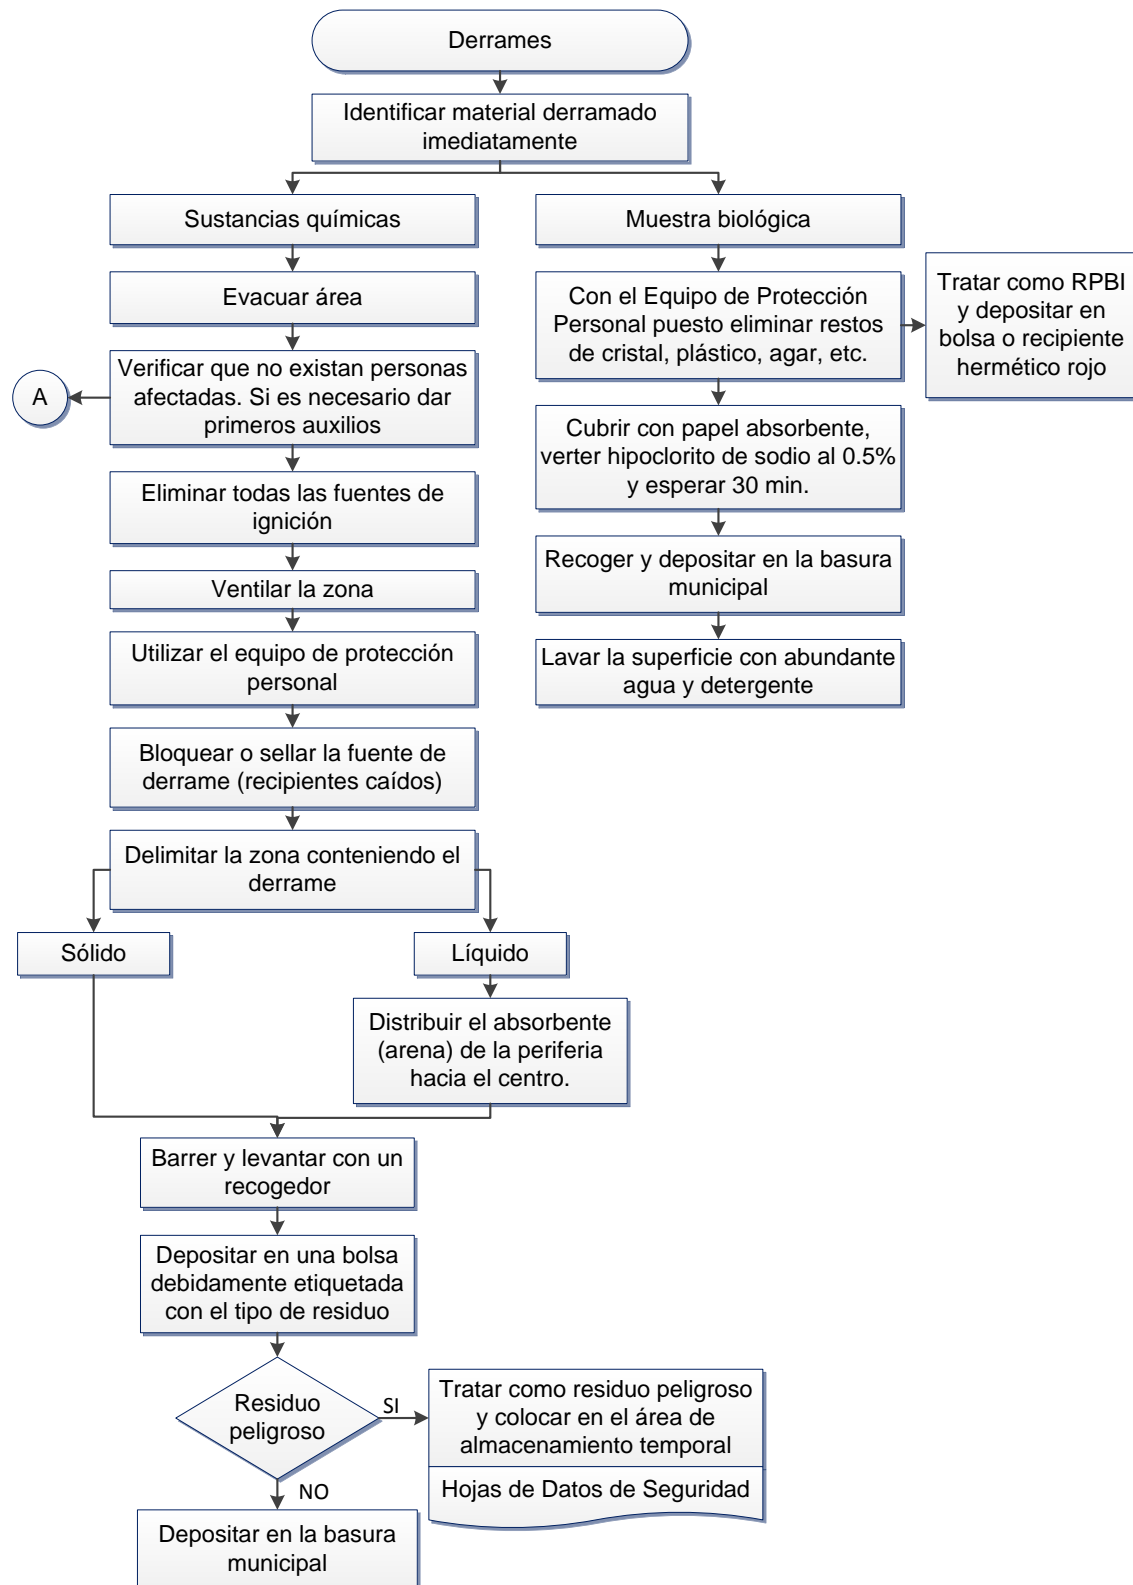 Derrames
Identificar material derramado
imediatamente
Sustancias químicas
Muestra biológica
Evacuar área
Con el Equipo de Protección
Personal puesto eliminar restos
de cristal, plástico, agar, etc.
Tratar como RPBI
y depositar en
bolsa o recipiente
hermético rojo
A
Verificar que no existan personas
afectadas. Si es necesario dar
primeros auxilios
Cubrir con papel absorbente,
verter hipoclorito de sodio al 0.5%
y esperar 30 min.
Eliminar todas las fuentes de
ignición
Recoger y depositar en la basura
municipal
Ventilar la zona
Utilizar el equipo de protección
personal
Lavar la superficie con abundante
agua y detergente
Bloquear o sellar la fuente de
derrame (recipientes caídos)
Delimitar la zona conteniendo el
derrame
Sólido
Líquido
Distribuir el absorbente
(arena) de la periferia
hacia el centro.
Barrer y levantar con un
recogedor
Depositar en una bolsa
debidamente etiquetada
con el tipo de residuo
Residuo
peligroso
SI
Tratar como residuo peligroso
y colocar en el área de
almacenamiento temporal
Hojas de Datos de Seguridad
NO
Depositar en la basura
municipal